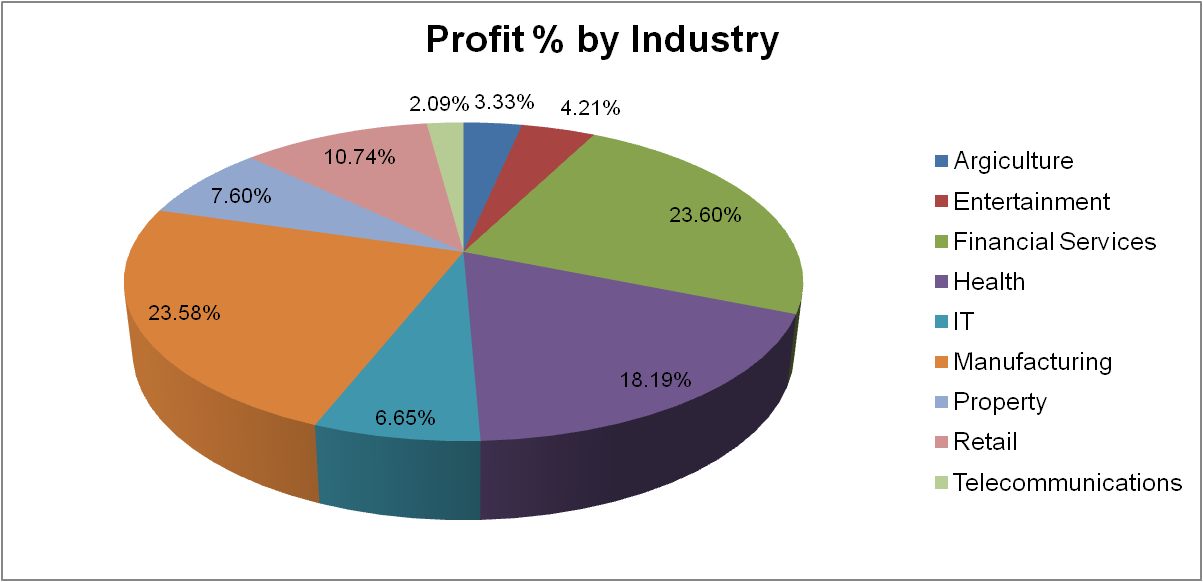 Profit % by Industry
2.09%
3.33%
4.21%
10.74%
7.60%
23.60%
23.58%
18.19%
6.65%
Argiculture
Entertainment
Financial Services
Health
IT
Manufacturing
Property
Retail
Telecommunications